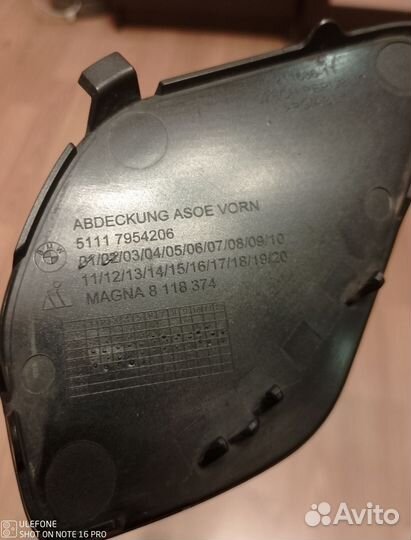 ABDECKUNG ASOE VORN
5111 7954206
01/02/03/04/05/06/07/08/09/10
11/12/13/14/15/16/17/18/19/20
MAGNA 8 118 374
BMW
ULEFONE
SHOT ON NOTE 16 PRO
Avito